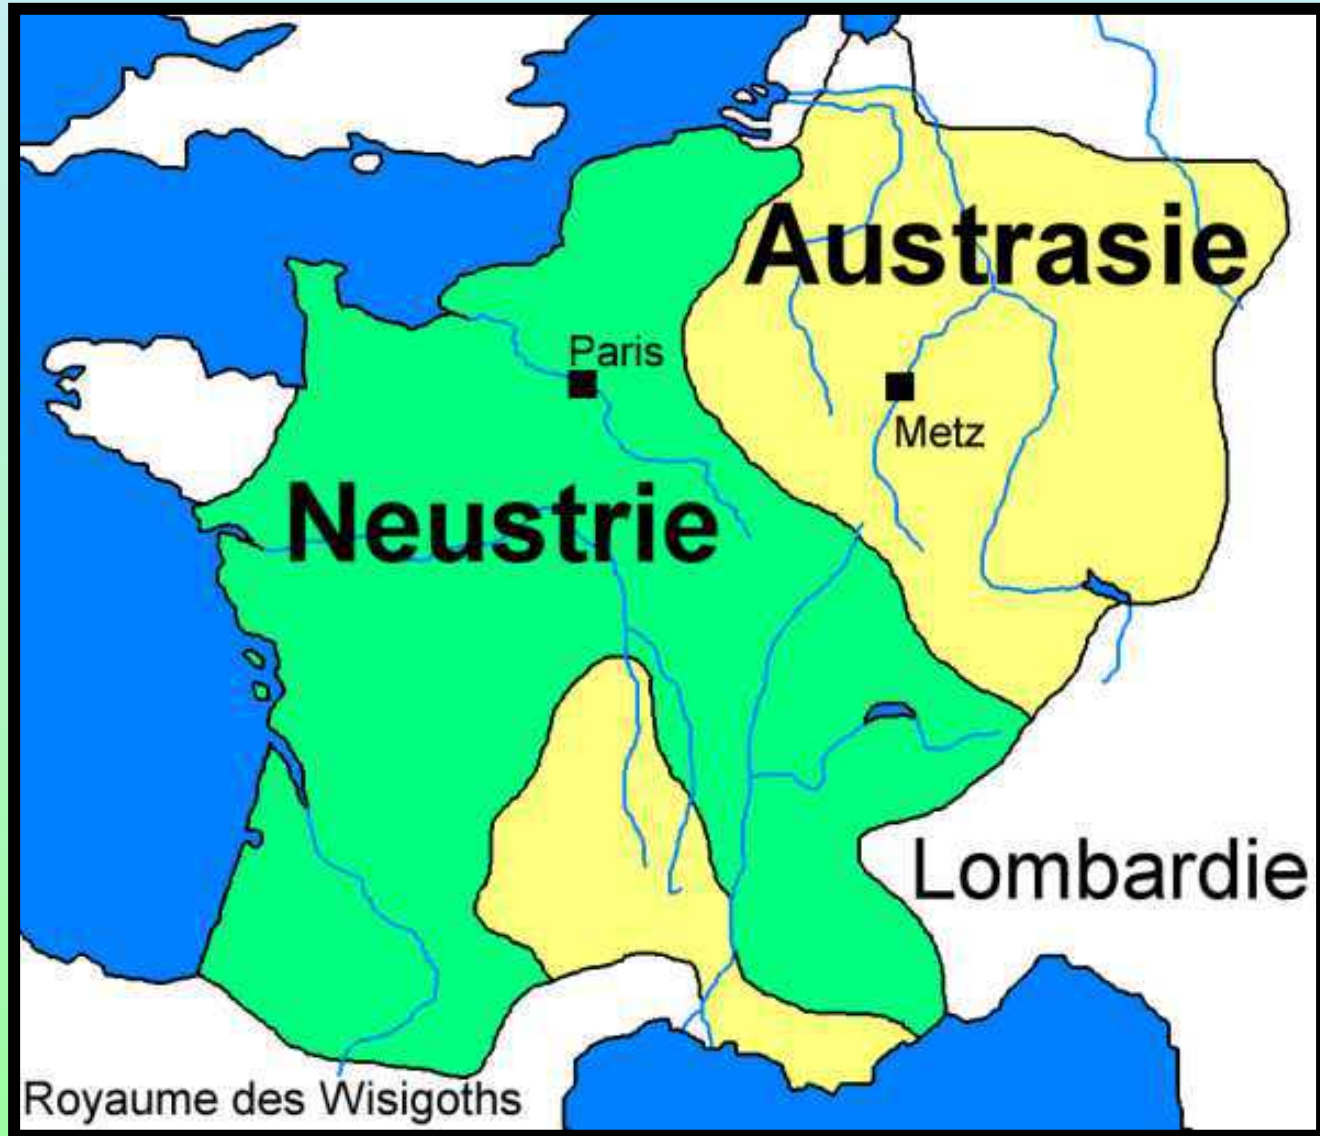 Austrasie
Paris
Metz
Neustrie
Lombardie
Royaume des Wisigoths